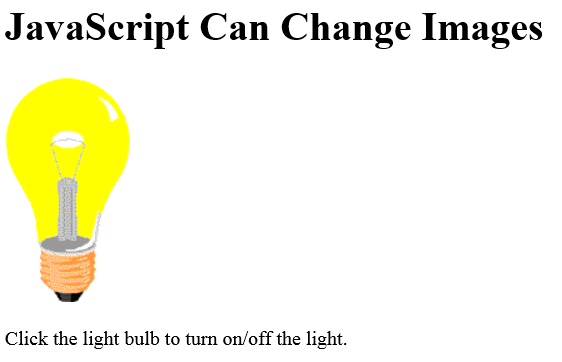 JavaScript Can Change Images
Click the light bulb to turn on/off the light.